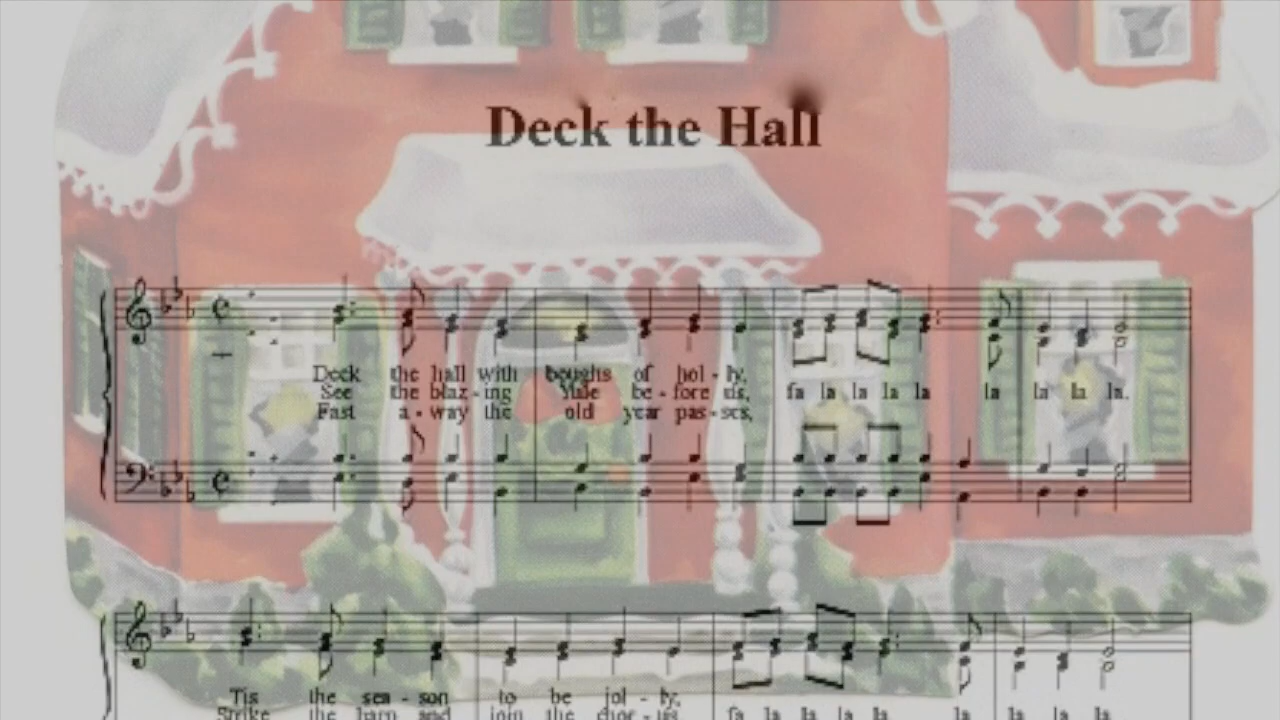 Deck the Hall
Deck the hall with boughs of hol - ly,
See the blaz - ing Yule be - fore us, fa la la la la la la la la.
Fast a - way the old year pas - ses,
'Tis the sea - son to be jol - ly,
Strike the harp and join the chor - us fa la la la la la la la la